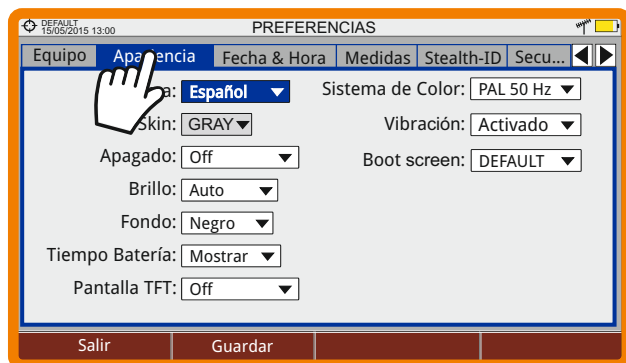 DEFAULT
15/05/2015 13:00
PREFERENCIAS
Equipo Apariencia Fecha & Hora Medidas Stealth-ID Secu...
a: Español Sistema de Color: PAL 50 Hz
Skin: GRAY Vibración: Activado
Apagado: Off Boot screen: DEFAULT
Brillo: Auto
Fondo: Negro
Tiempo Batería: Mostrar
Pantalla TFT: Off
Salir Guardar